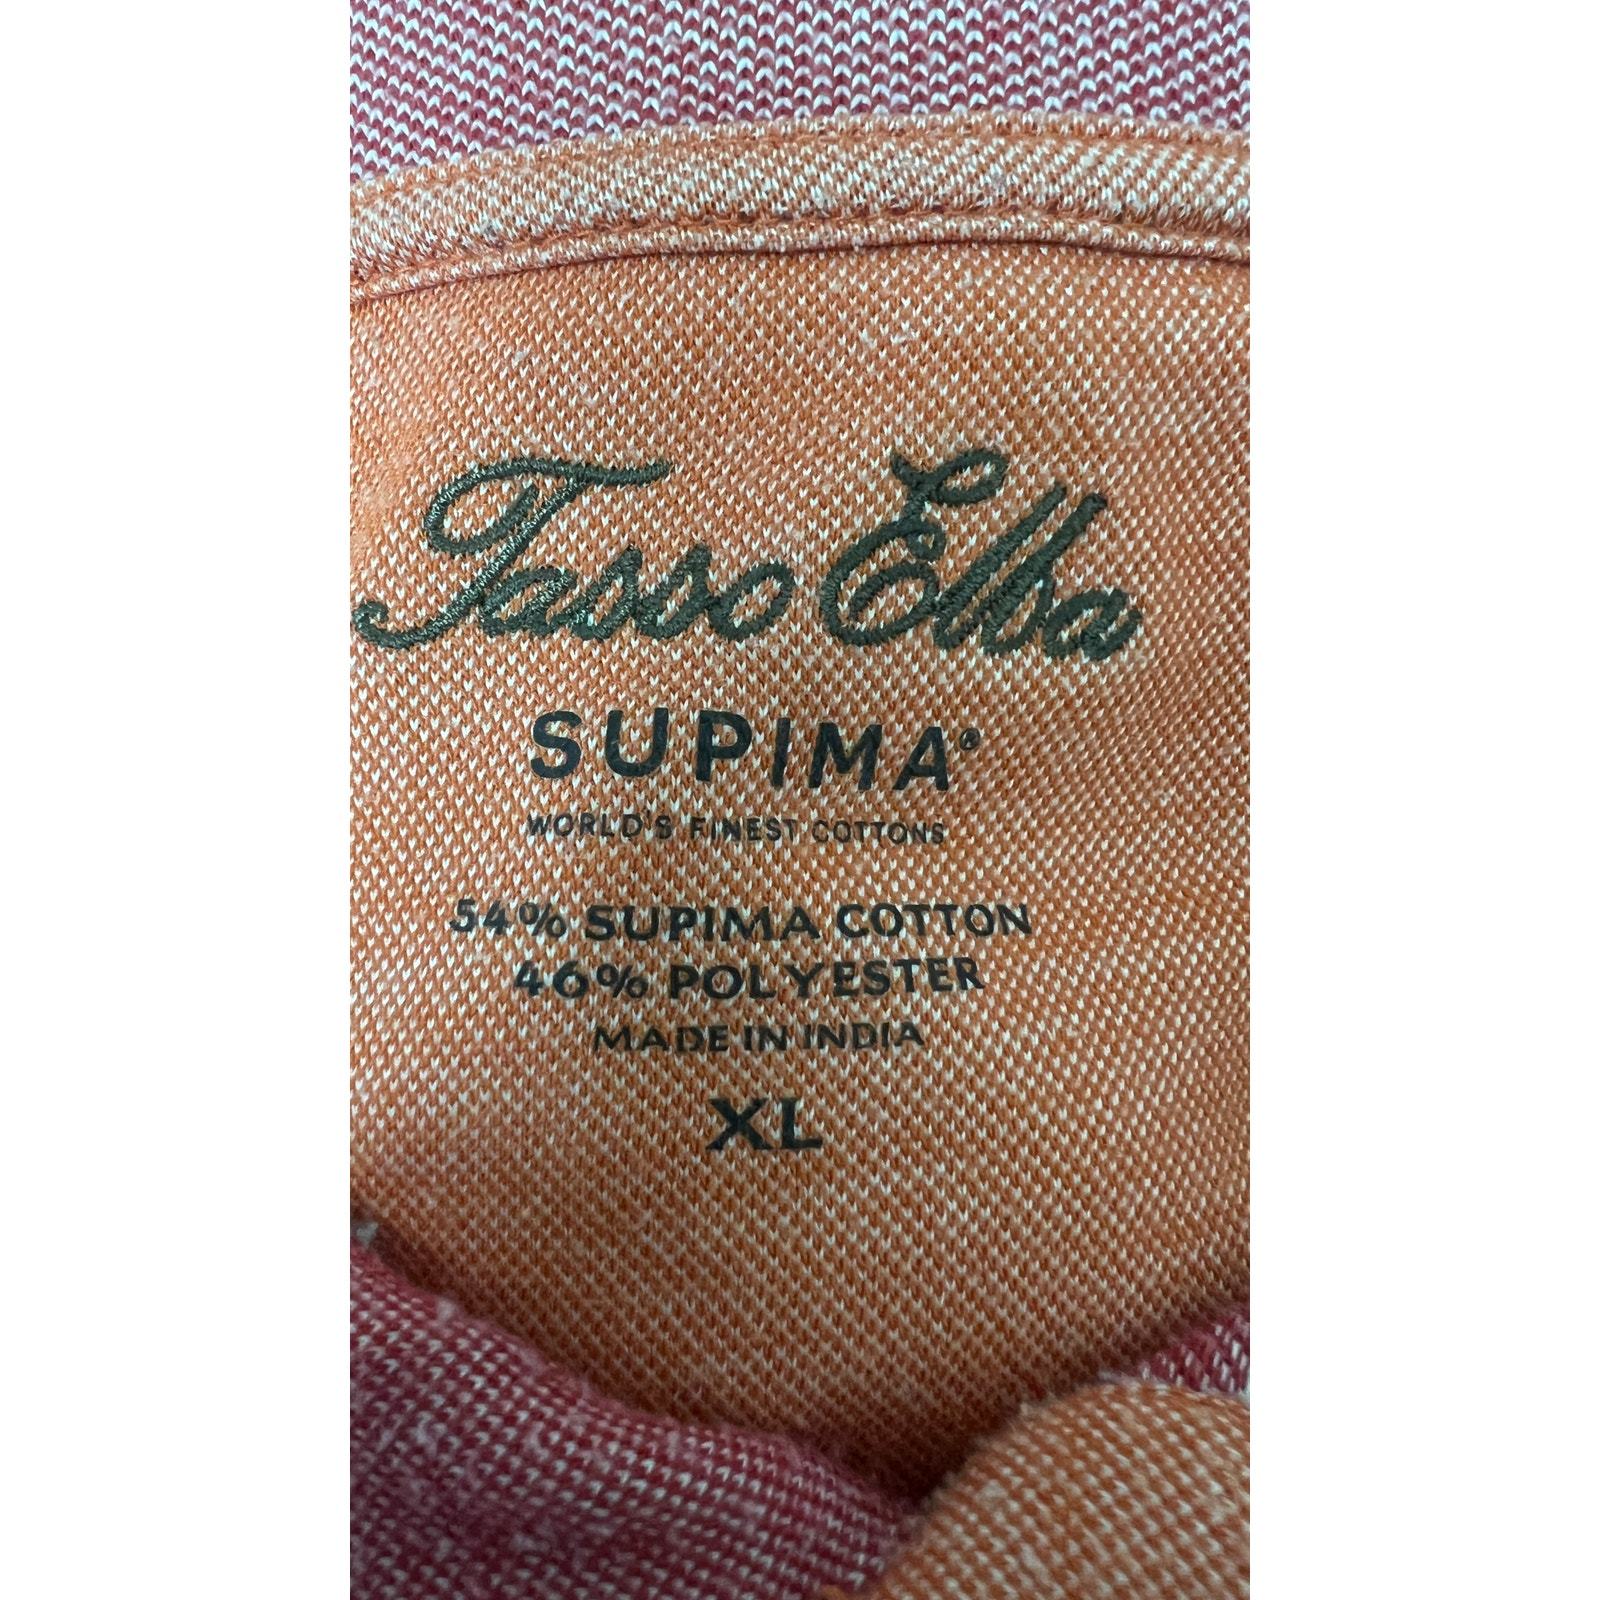 Tasso Elba
SUPIMA®
WORLD'S FINEST COTTONS
54% SUPIMA COTTON
46% POLYESTER
MADE IN INDIA
XL